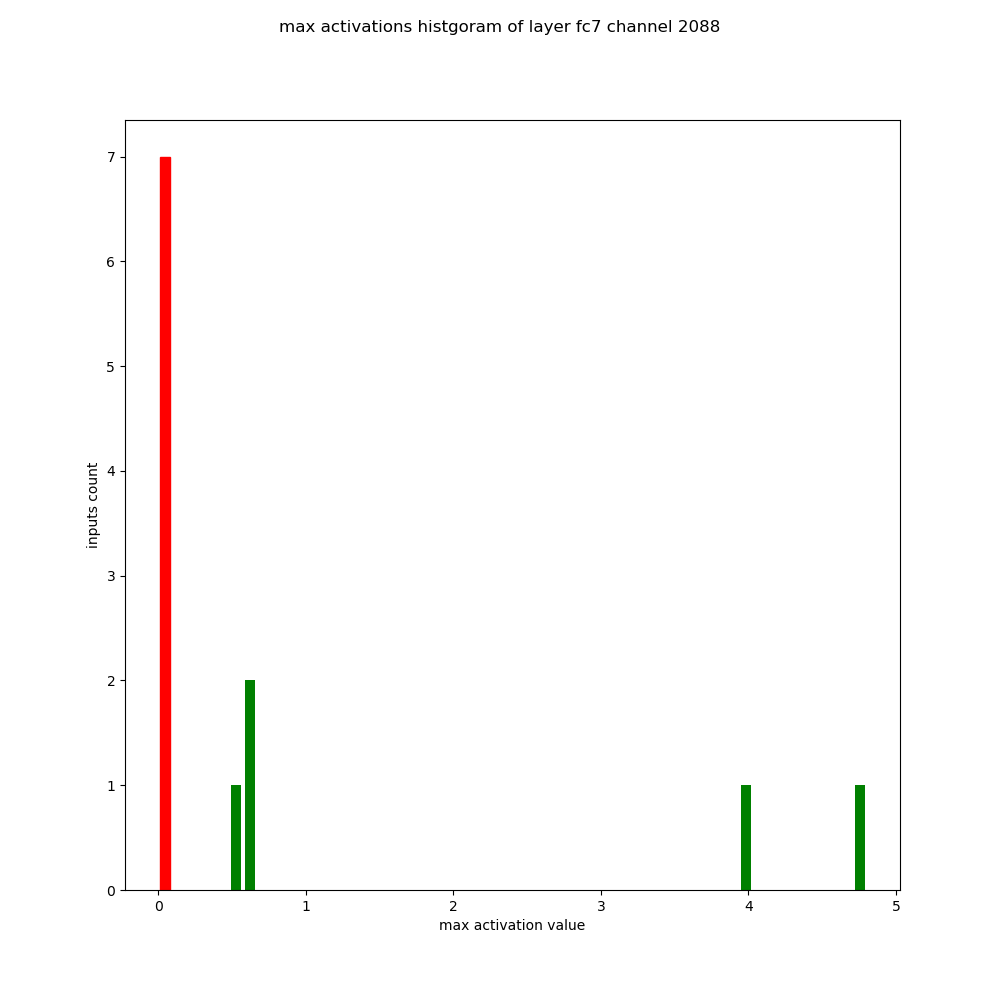 max activations histgoram of layer fc7 channel 2088
7
6
5
4
3
2
1
0
inputs count
0 1 2 3 4 5
max activation value